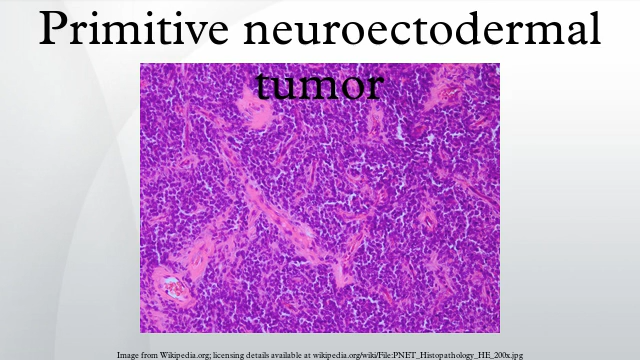 Primitive neuroectodermal
tumor
Image from Wikipedia.org; licensing details available at wikipedia.org/wiki/File:PNET_Histopathology_HE_200x.jpg